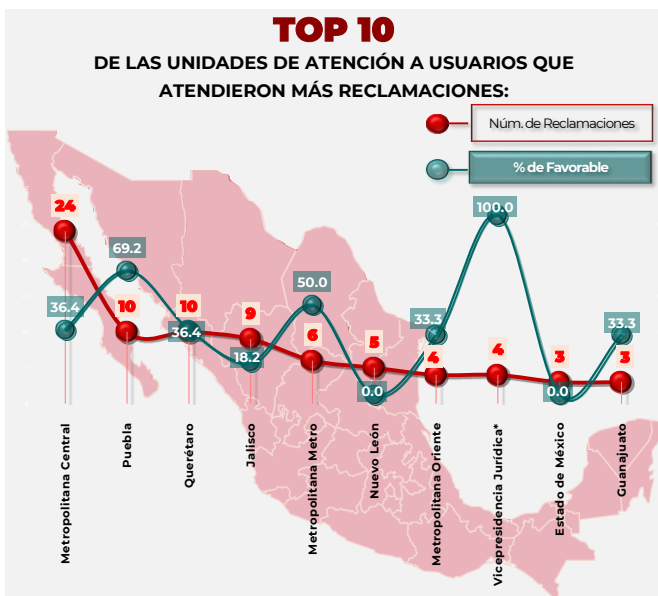 TOP 10
DE LAS UNIDADES DE ATENCIÓN A USUARIOS QUE
ATENDIERON MÁS RECLAMACIONES:
Núm. de Reclamaciones
% de Favorable
24
10
10
9
6
5
4
4
3
3
36.4
69.2
36.4
18.2
50.0
0.0
33.3
100.0
0.0
33.3
Metropolitana Central
Puebla
Querétaro
Jalisco
Metropolitana Metro
Nuevo León
Metropolitana Oriente
Vicepresidencia Jurídica*
Estado de México
Guanajuato